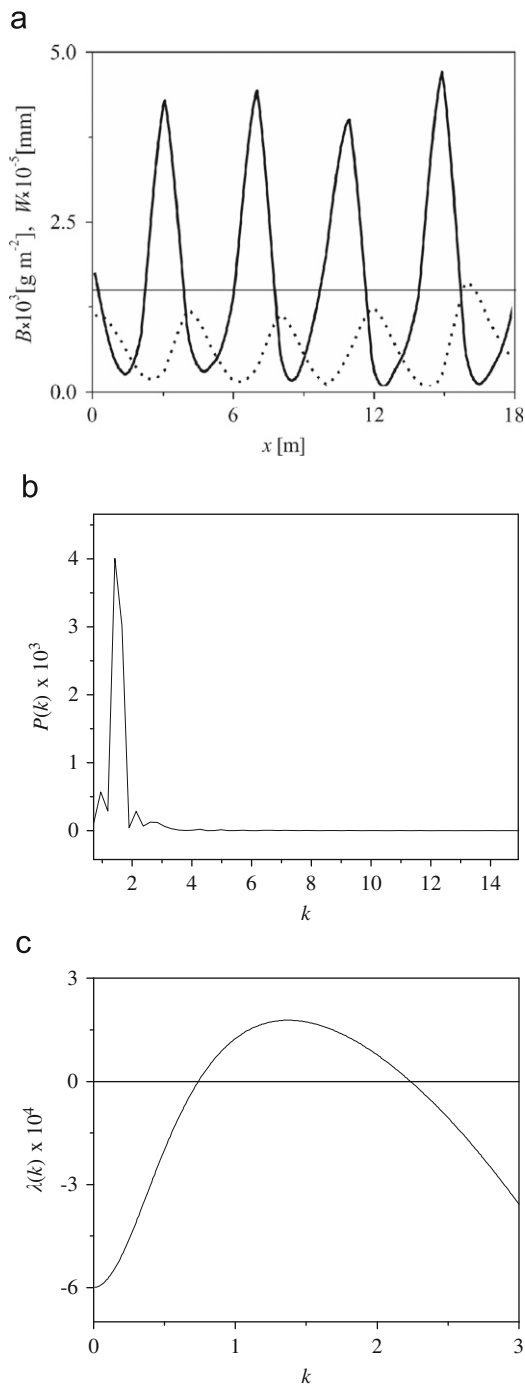 a
5.0
2.5
0.0
B×10³[g m⁻²], W×10⁻⁵[mm]
0 6 12 18
x [m]
b
4
3
2
1
0
P(k) x 10³
2 4 6 8 10 12 14
k
c
3
0
-3
-6
λ(k) x 10⁴
0 1 2 3
k